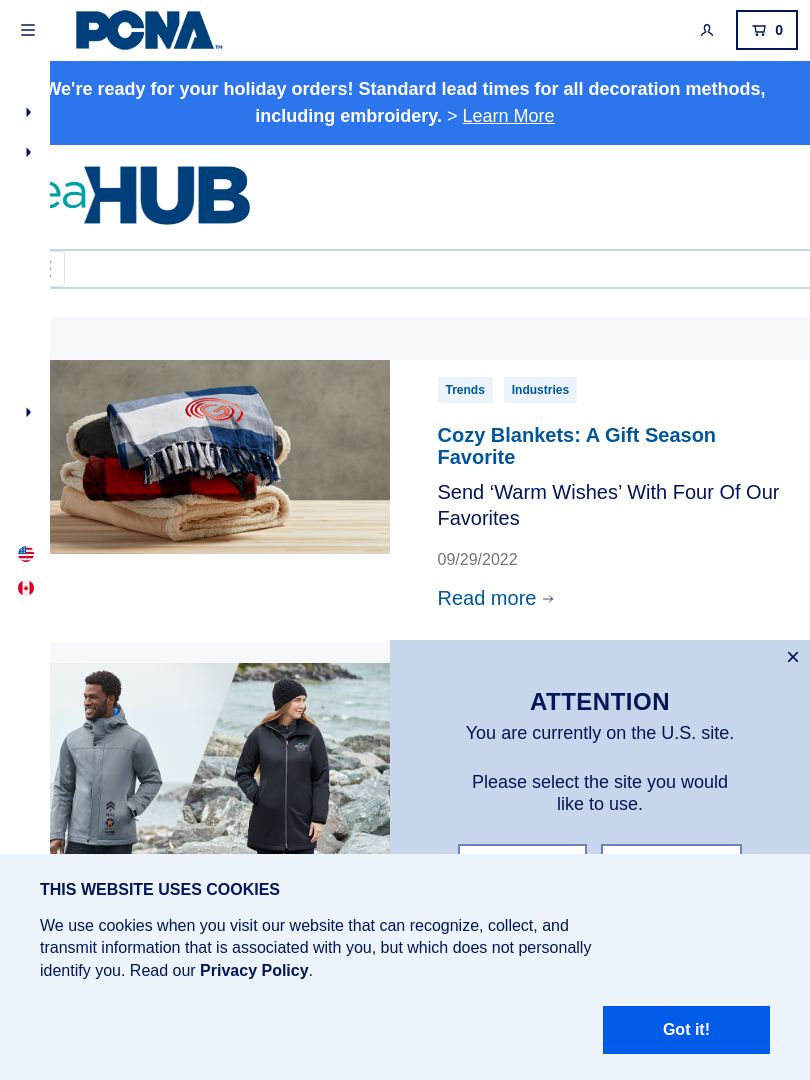 PCNA™
0
We're ready for your holiday orders! Standard lead times for all decoration methods,
including embroidery. > Learn More
eaHUB
Trends Industries
Cozy Blankets: A Gift Season
Favorite
Send ‘Warm Wishes’ With Four Of Our
Favorites
09/29/2022
Read more →
×
ATTENTION
You are currently on the U.S. site.
Please select the site you would
like to use.
THIS WEBSITE USES COOKIES
We use cookies when you visit our website that can recognize, collect, and
transmit information that is associated with you, but which does not personally
identify you. Read our Privacy Policy.
Got it!